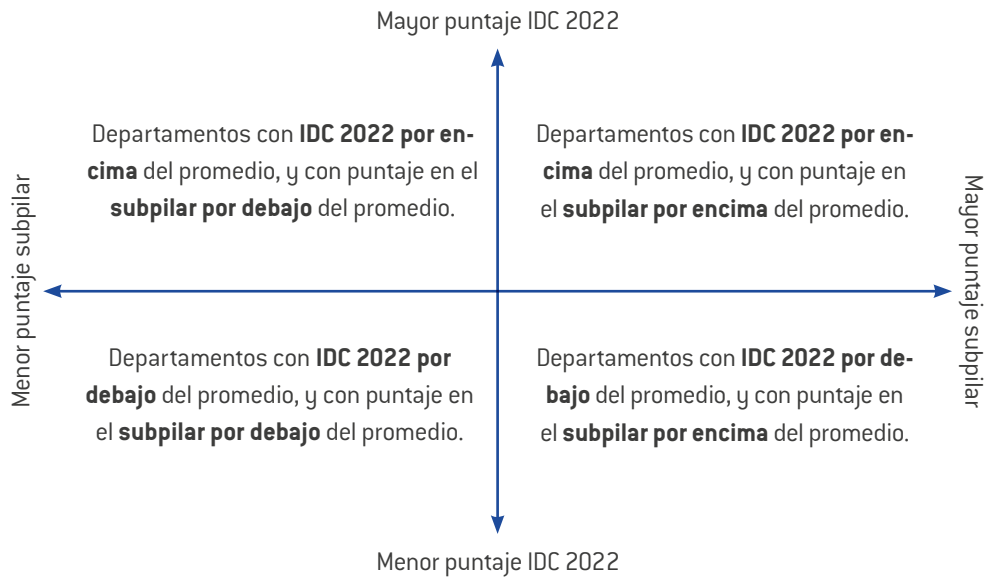 Mayor puntaje IDC 2022
Departamentos con IDC 2022 por en-
cima del promedio, y con puntaje en el
subpilar por debajo del promedio.
Departamentos con IDC 2022 por en-
cima del promedio, y con puntaje en
el subpilar por encima del promedio.
Menor puntaje subpilar
Mayor puntaje subpilar
Departamentos con IDC 2022 por
debajo del promedio, y con puntaje en
el subpilar por debajo del promedio.
Departamentos con IDC 2022 por de-
bajo del promedio, y con puntaje en
el subpilar por encima del promedio.
Menor puntaje IDC 2022